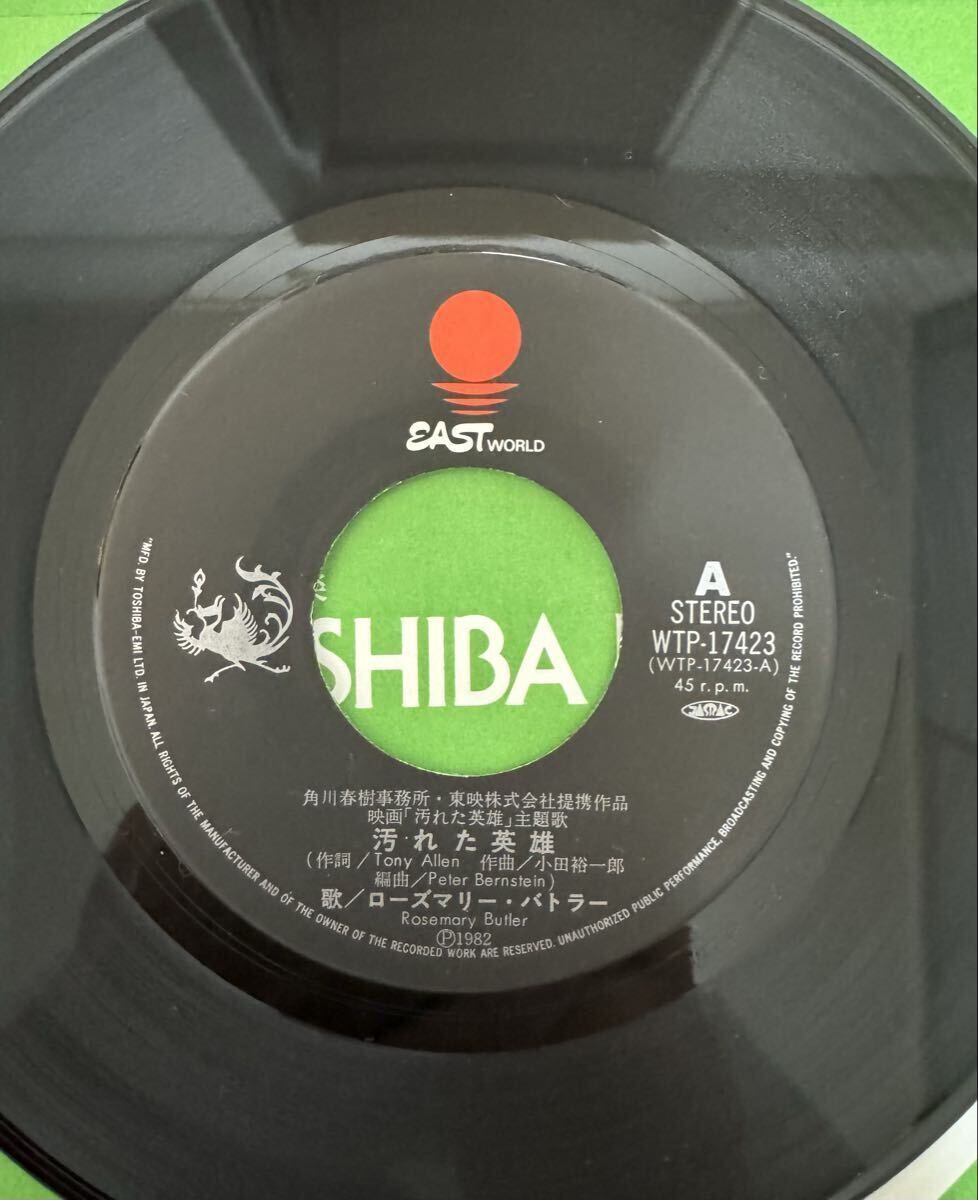 EAST WORLD
SHIBA
A
STEREO
WTP-17423
(WTP-17423-A)
45 r.p.m.
JASRAC
角川春樹事務所・東映株式会社提携作品
映画「汚れた英雄」主題歌
汚れた英雄
(作詞/Tony Allen 作曲/小田裕一郎
編曲/Peter Bernstein)
歌/ローズマリー・バトラー
Rosemary Butler
Ⓟ1982
"MFD. BY TOSHIBA-EMI LTD. IN JAPAN. ALL RIGHTS OF THE MANUFACTURER AND OF THE OWNER OF THE RECORDED WORK ARE RESERVED. UNAUTHORIZED PUBLIC PERFORMANCE, BROADCASTING AND COPYING OF THE RECORD PROHIBITED."